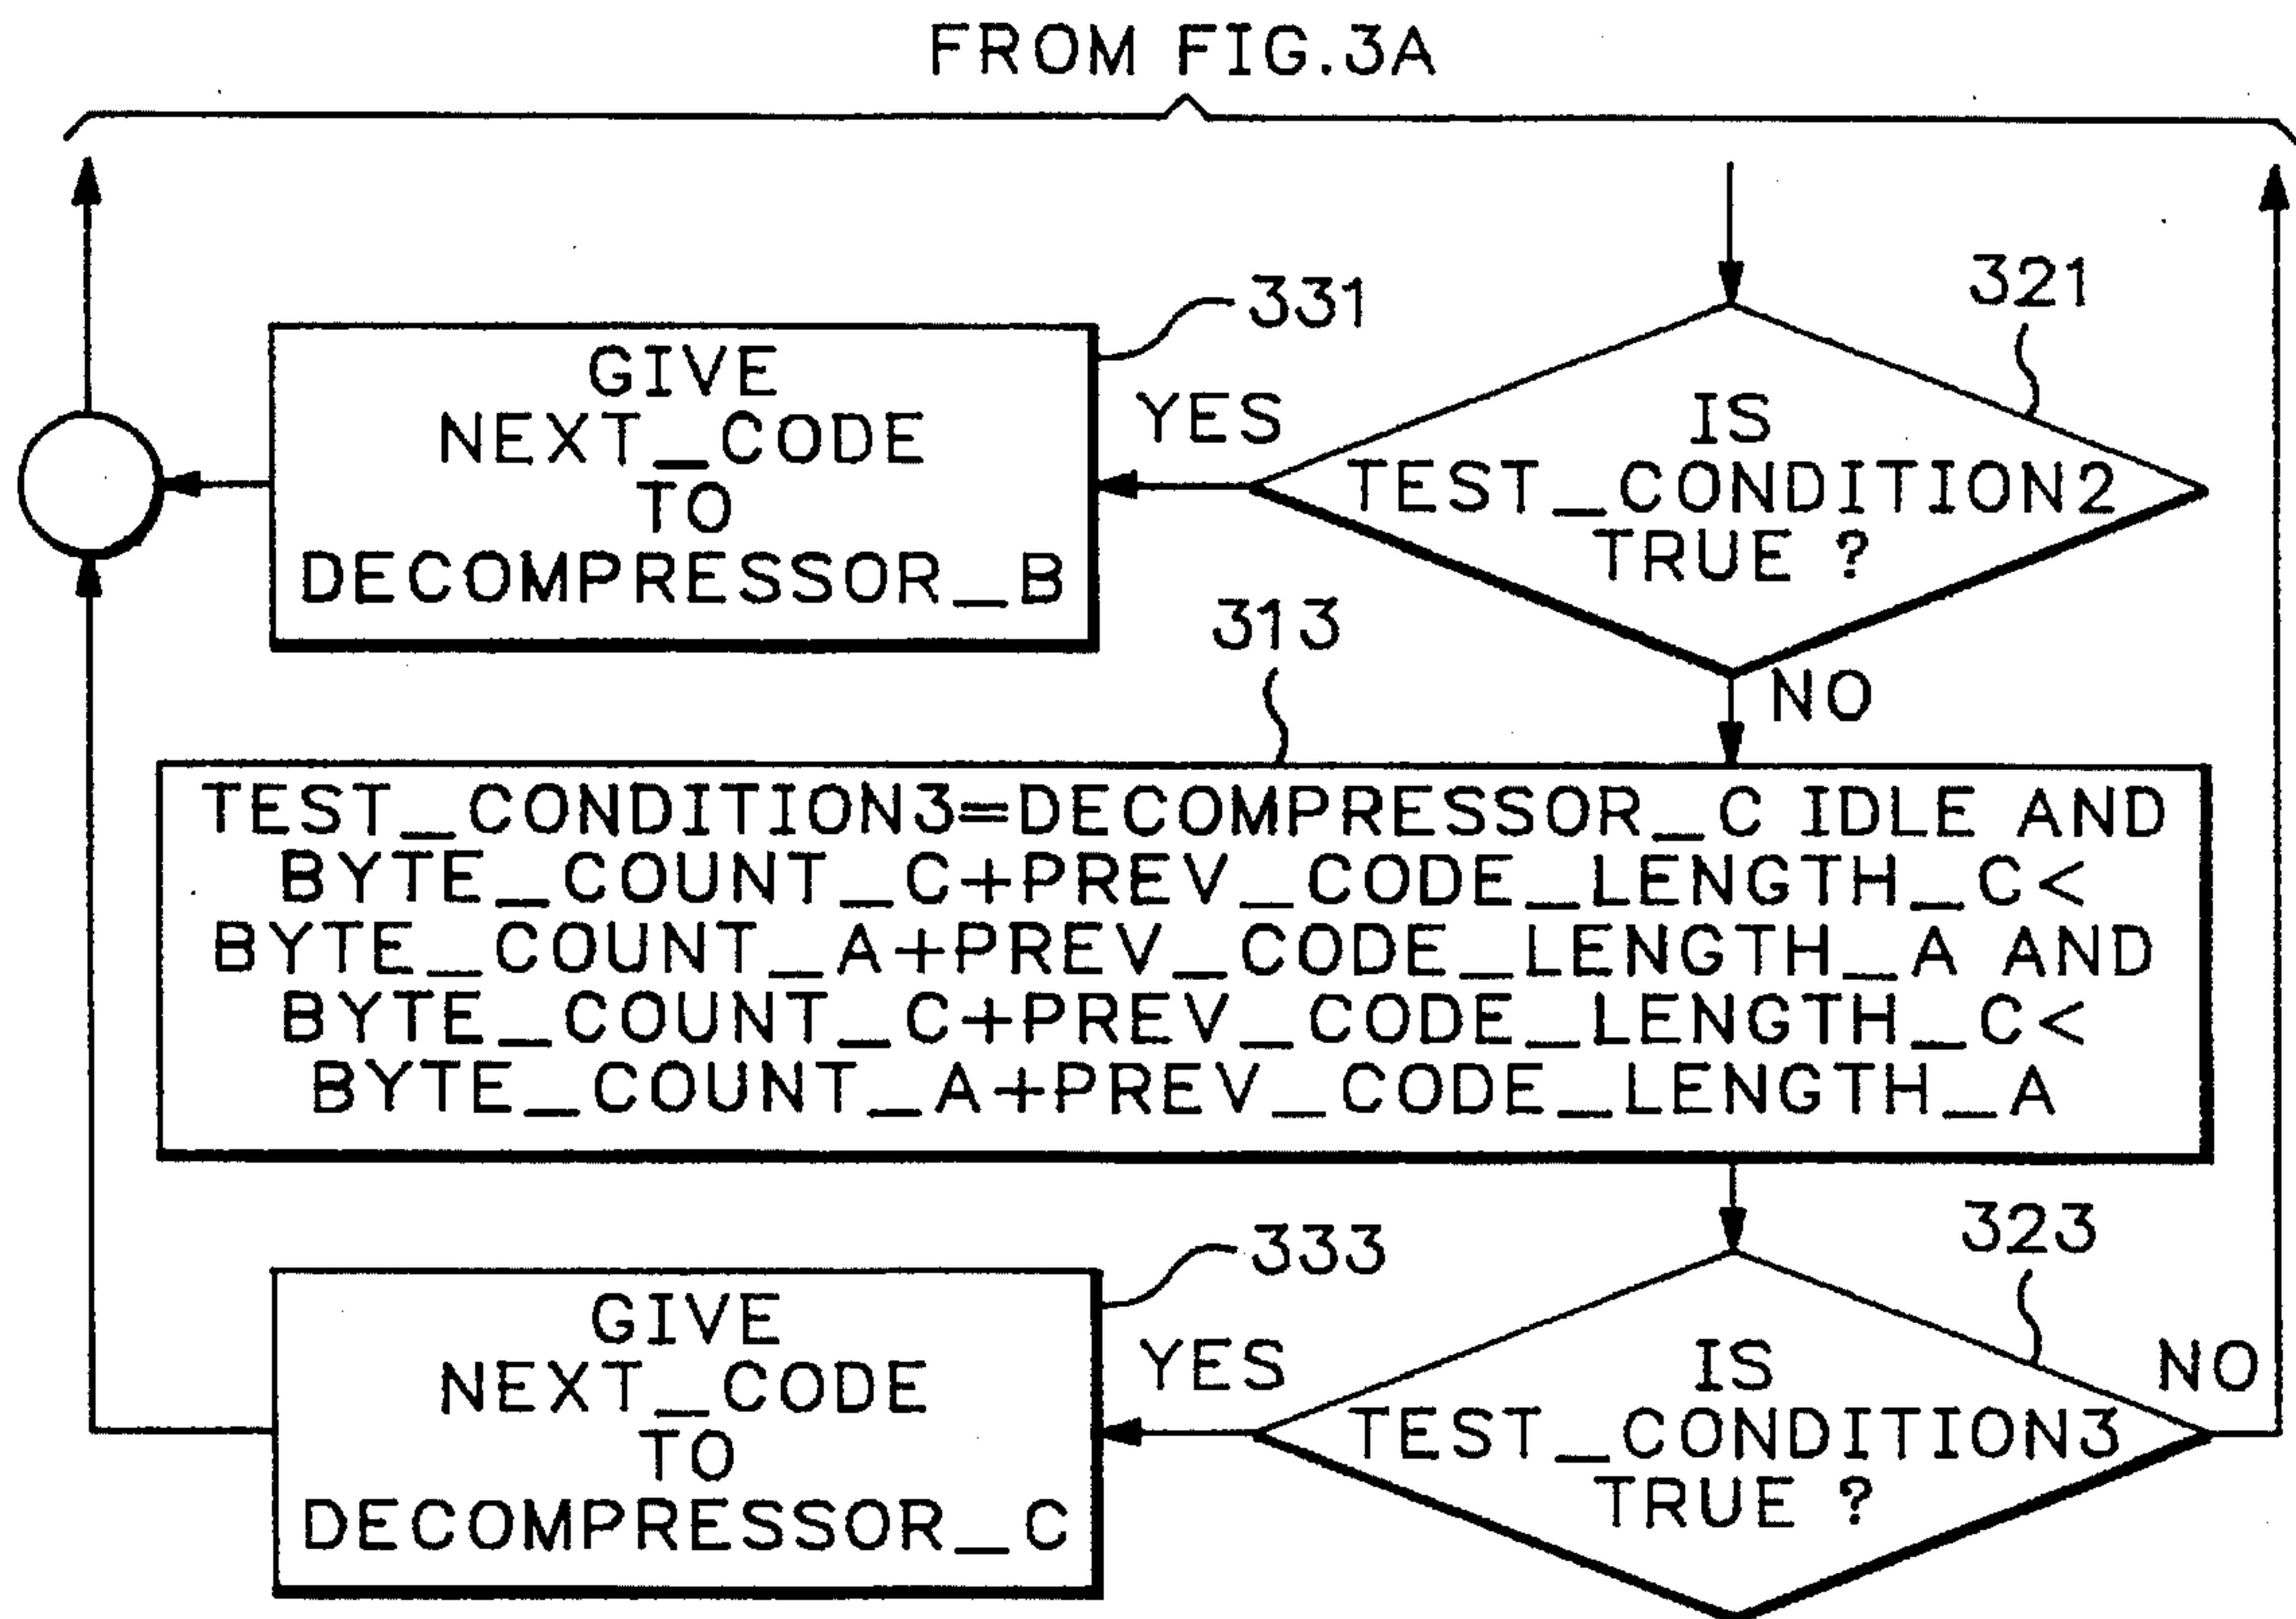 FROM FIG.3A
331
321
GIVE
NEXT_CODE
TO
DECOMPRESSOR_B
YES
IS
TEST_CONDITION2
TRUE ?
313
NO
TEST_CONDITION3=DECOMPRESSOR_C IDLE AND
BYTE_COUNT_C+PREV_CODE_LENGTH_C<
BYTE_COUNT_A+PREV_CODE_LENGTH_A AND
BYTE_COUNT_C+PREV_CODE_LENGTH_C<
BYTE_COUNT_A+PREV_CODE_LENGTH_A
333
323
GIVE
NEXT_CODE
TO
DECOMPRESSOR_C
YES
IS
TEST_CONDITION3
TRUE ?
NO